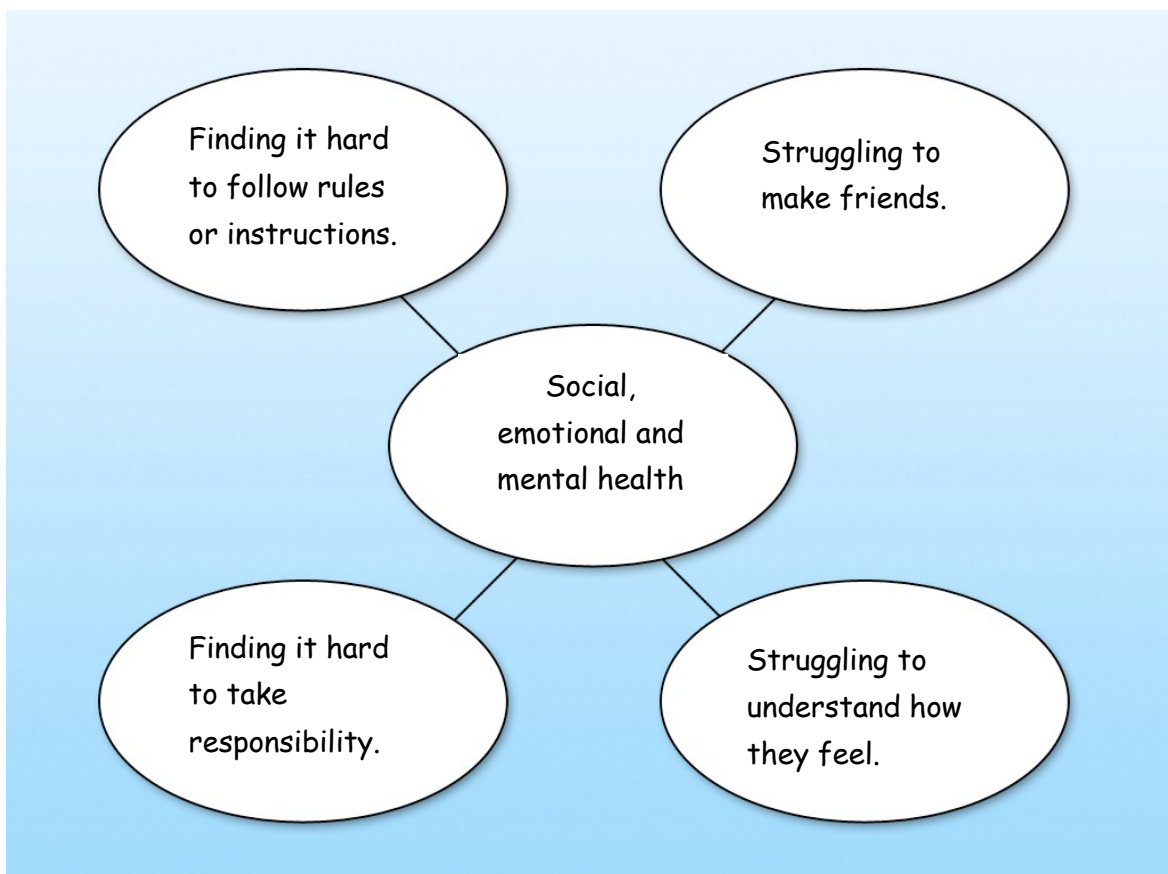 Finding it hard
to follow rules
or instructions.
Struggling to
make friends.
Social,
emotional and
mental health
Finding it hard
to take
responsibility.
Struggling to
understand how
they feel.